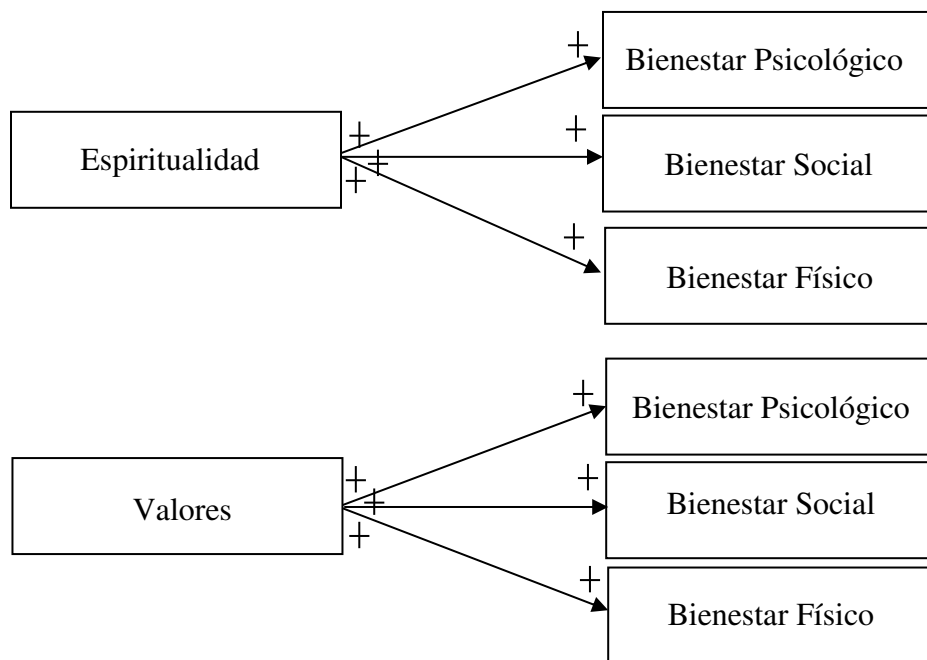 +
Bienestar Psicológico
+
+
Espiritualidad
+
Bienestar Social
+
+
Bienestar Físico
+
Bienestar Psicológico
+
+
Valores
+
Bienestar Social
+
+
Bienestar Físico